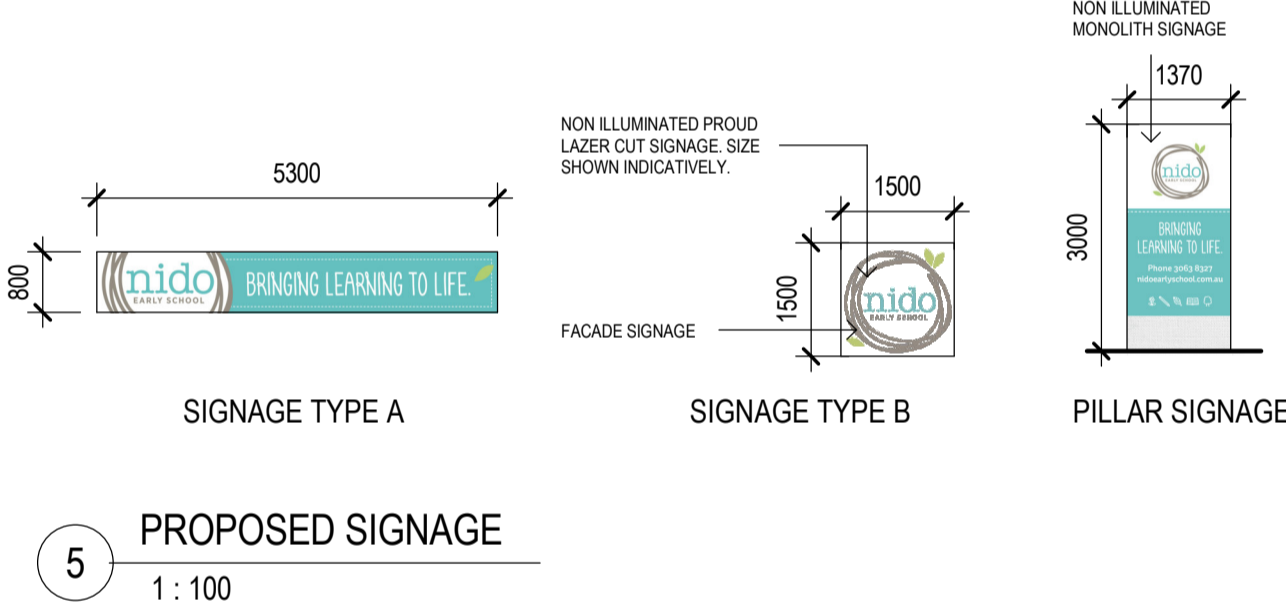 5300
800
nido
EARLY SCHOOL
BRINGING LEARNING TO LIFE.
SIGNAGE TYPE A
NON ILLUMINATED PROUD
LAZER CUT SIGNAGE. SIZE
SHOWN INDICATIVELY.
1500
1500
nido
EARLY SCHOOL
FACADE SIGNAGE
SIGNAGE TYPE B
NON ILLUMINATED
MONOLITH SIGNAGE
1370
3000
nido
EARLY SCHOOL
BRINGING
LEARNING TO LIFE.
Phone 3063 8327
nidoearlyschool.com.au
PILLAR SIGNAGE
5
PROPOSED SIGNAGE
1 : 100